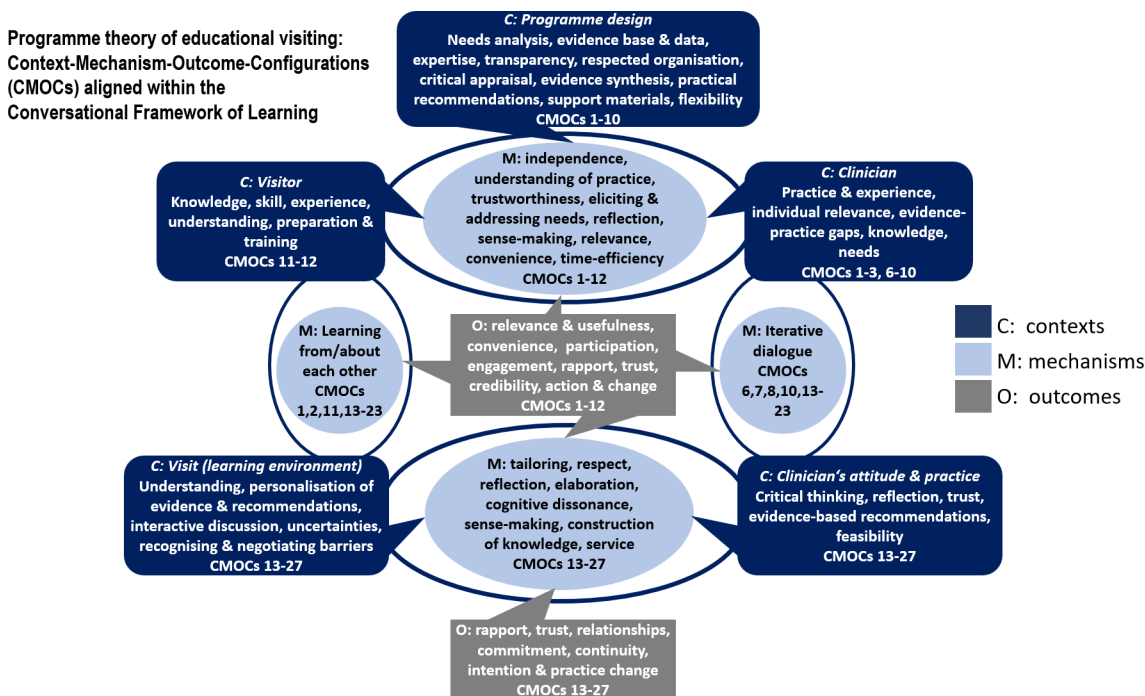 Programme theory of educational visiting:
Context-Mechanism-Outcome-Configurations
(CMOCs) aligned within the
Conversational Framework of Learning
C: Programme design
Needs analysis, evidence base & data,
expertise, transparency, respected organisation,
critical appraisal, evidence synthesis, practical
recommendations, support materials, flexibility
CMOCs 1-10
C: Visitor
Knowledge, skill, experience,
understanding, preparation &
training
CMOCs 11-12
M: independence,
understanding of practice,
trustworthiness, eliciting &
addressing needs, reflection,
sense-making, relevance,
convenience, time-efficiency
CMOCs 1-12
C: Clinician
Practice & experience,
individual relevance, evidence-
practice gaps, knowledge,
needs
CMOCs 1-3, 6-10
M: Learning
from/about
each other
CMOCs
1,2,11,13-23
O: relevance & usefulness,
convenience, participation,
engagement, rapport, trust,
credibility, action & change
CMOCs 1-12
M: Iterative
dialogue
CMOCs
6,7,8,10,13-
23
C: contexts
M: mechanisms
O: outcomes
C: Visit (learning environment)
Understanding, personalisation of
evidence & recommendations,
interactive discussion, uncertainties,
recognising & negotiating barriers
CMOCs 13-27
M: tailoring, respect,
reflection, elaboration,
cognitive dissonance,
sense-making, construction
of knowledge, service
CMOCs 13-27
C: Clinician‘s attitude & practice
Critical thinking, reflection, trust,
evidence-based recommendations,
feasibility
CMOCs 13-27
O: rapport, trust, relationships,
commitment, continuity,
intention & practice change
CMOCs 13-27